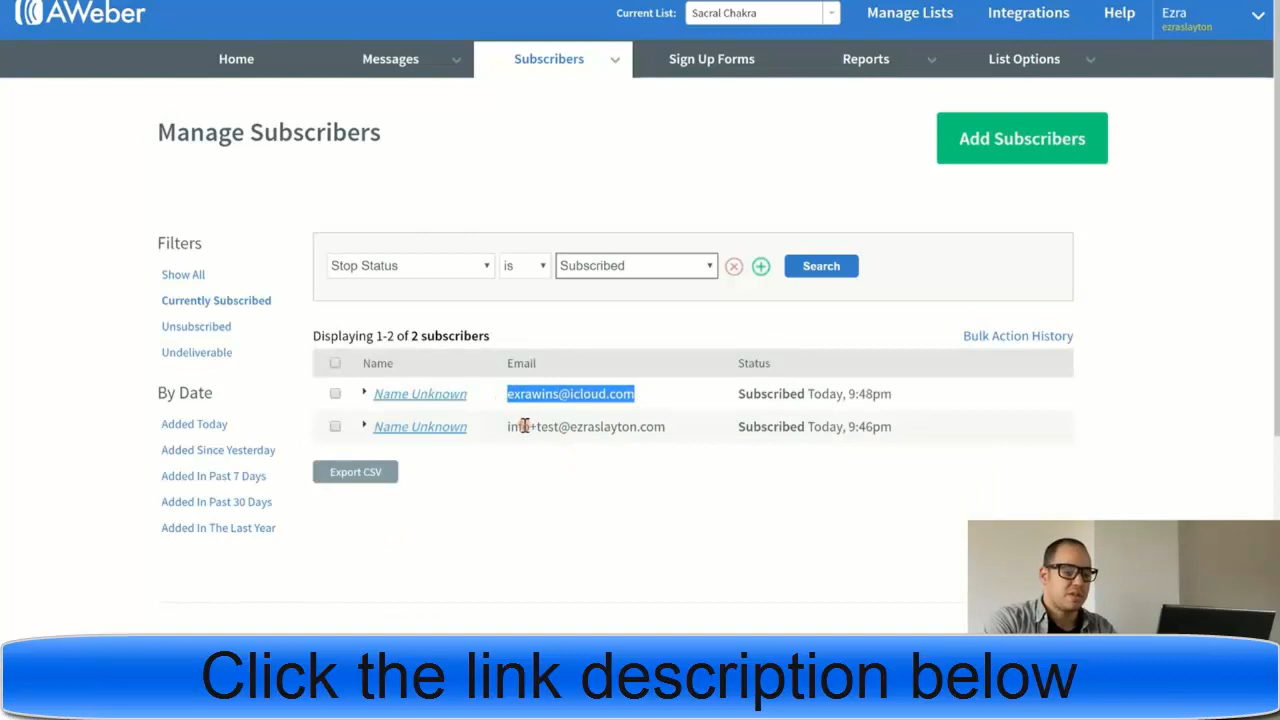 AWeber
Current List: Sacral Chakra
Manage Lists
Integrations
Help
Ezra
ezraslayton
Home
Messages
Subscribers
Sign Up Forms
Reports
List Options
Manage Subscribers
Add Subscribers
Filters
Show All
Currently Subscribed
Unsubscribed
Undeliverable
By Date
Added Today
Added Since Yesterday
Added In Past 7 Days
Added In Past 30 Days
Added In The Last Year
Stop Status is Subscribed Search
Displaying 1-2 of 2 subscribers
Bulk Action History
Name Email Status
Name Unknown exrawins@icloud.com Subscribed Today, 9:48pm
Name Unknown info+test@ezraslayton.com Subscribed Today, 9:46pm
Export CSV
Click the link description below